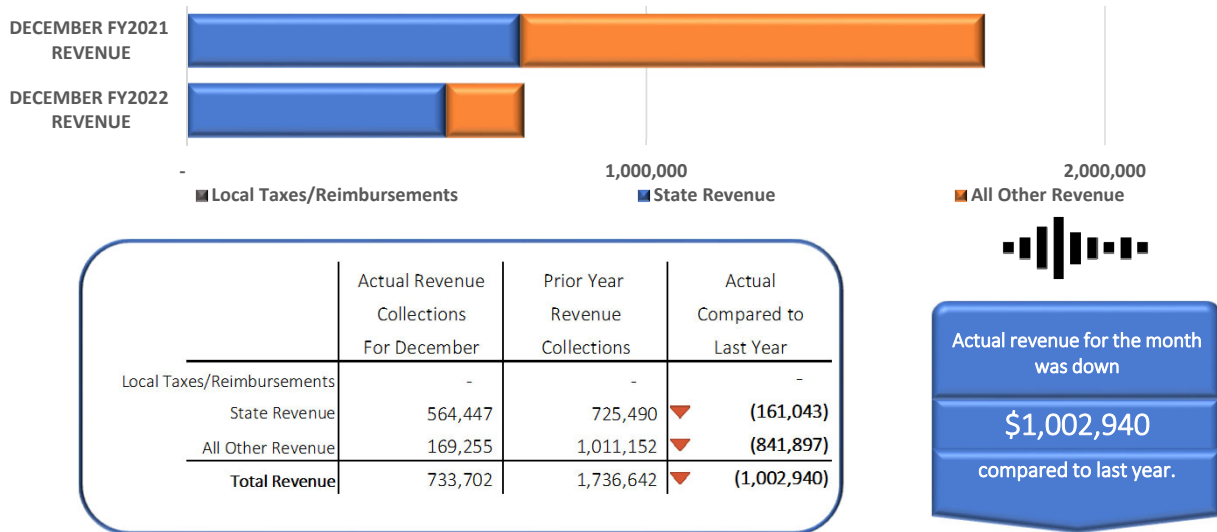 DECEMBER FY2021
REVENUE
DECEMBER FY2022
REVENUE
- 1,000,000 2,000,000
Local Taxes/Reimbursements State Revenue All Other Revenue
Actual Revenue Prior Year Actual
Collections Revenue Compared to
For December Collections Last Year
Local Taxes/Reimbursements - - -
State Revenue 564,447 725,490 (161,043)
All Other Revenue 169,255 1,011,152 (841,897)
Total Revenue 733,702 1,736,642 (1,002,940)
Actual revenue for the month
was down
$1,002,940
compared to last year.